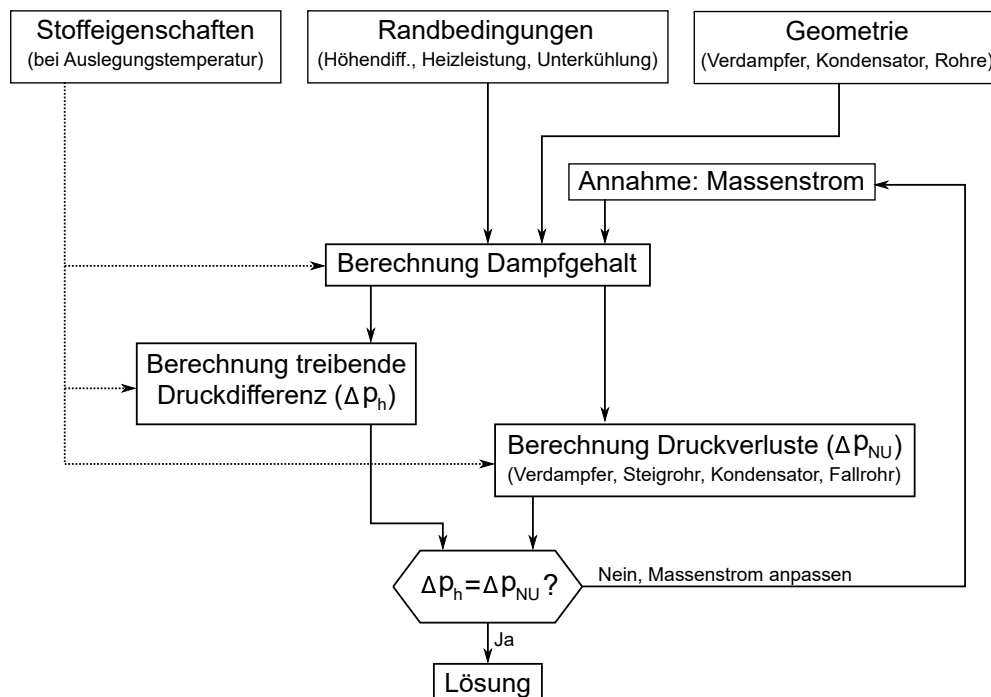 Stoffeigenschaften
(bei Auslegungstemperatur)
Randbedingungen
(Höhendiff., Heizleistung, Unterkühlung)
Geometrie
(Verdampfer, Kondensator, Rohre)
Annahme: Massenstrom
Berechnung Dampfgehalt
Berechnung treibende
Druckdifferenz (Δph)
Berechnung Druckverluste (ΔpNU)
(Verdampfer, Steigrohr, Kondensator, Fallrohr)
Δph=ΔpNU?
Nein, Massenstrom anpassen
Ja
Lösung